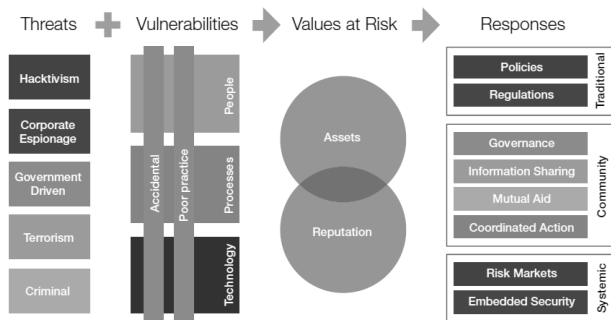 Threats
Vulnerabilities
Values at Risk
Responses
Hacktivism
Corporate
Espionage
Government
Driven
Terrorism
Criminal
Accidental
Poor practice
People
Processes
Technology
Assets
Reputation
Policies
Regulations
Traditional
Governance
Information Sharing
Mutual Aid
Coordinated Action
Community
Risk Markets
Embedded Security
Systemic